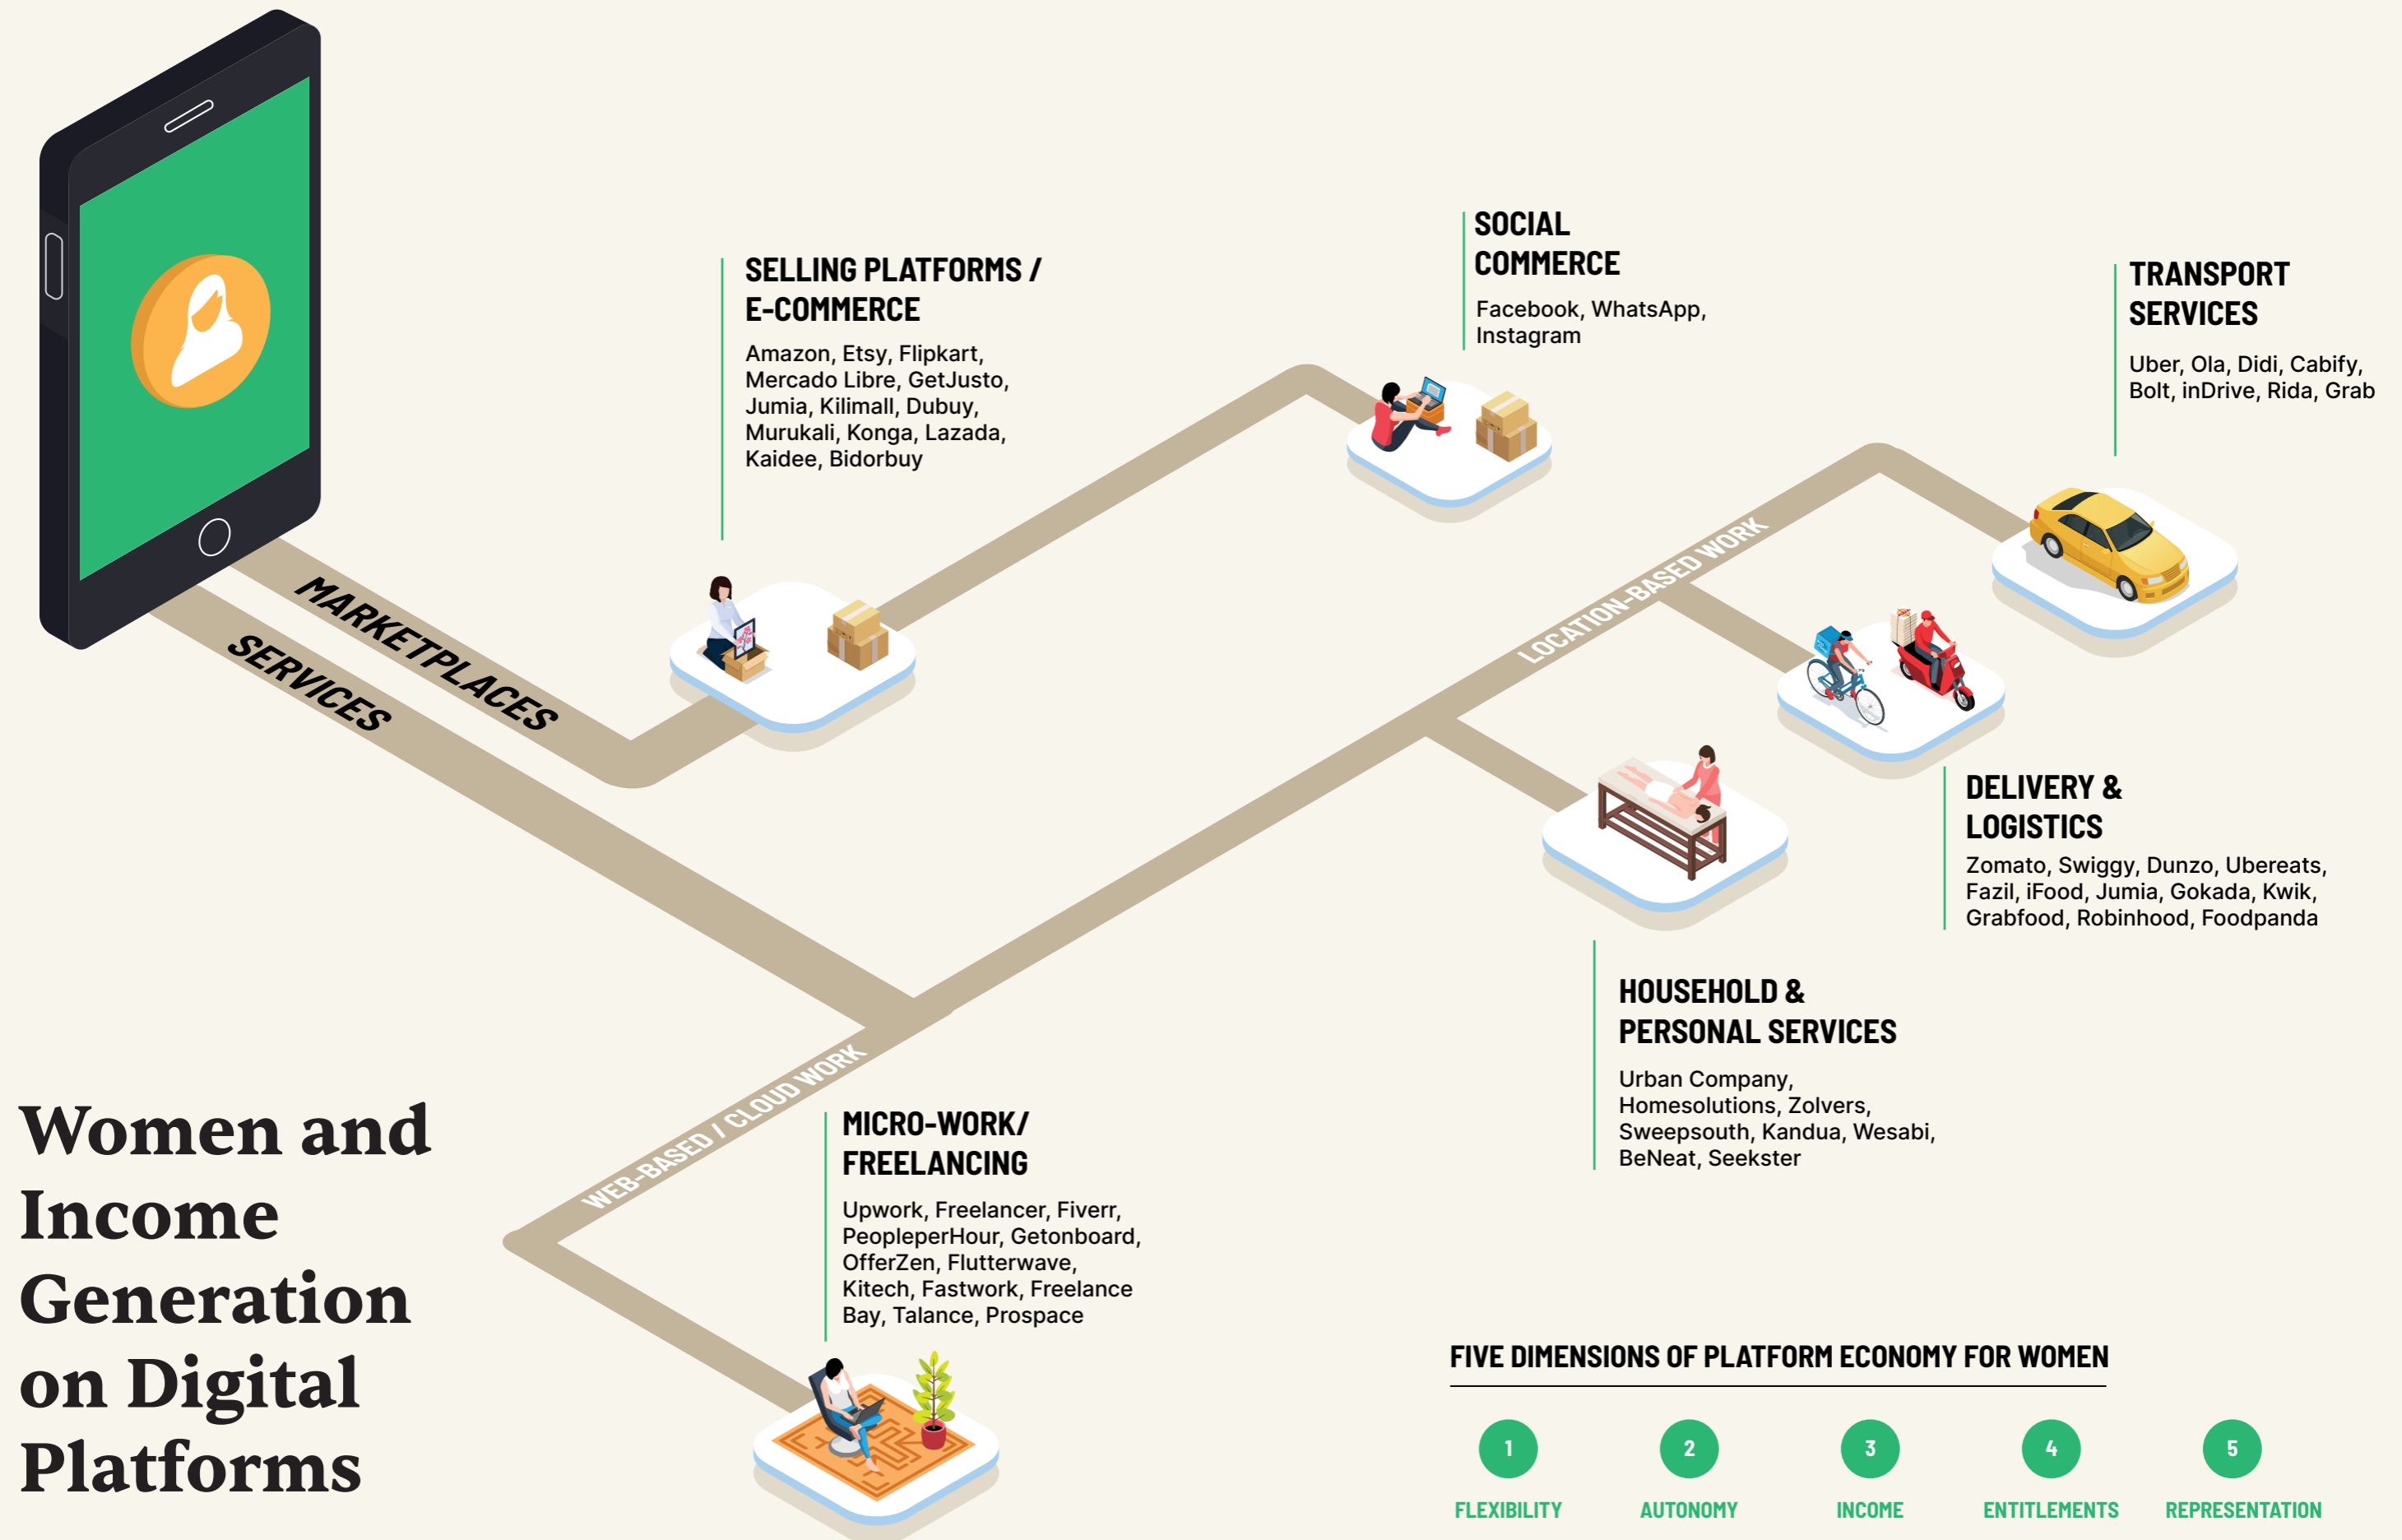 MARKETPLACES
SERVICES
SELLING PLATFORMS /
E-COMMERCE
Amazon, Etsy, Flipkart,
Mercado Libre, GetJusto,
Jumia, Kilimall, Dubuy,
Murukali, Konga, Lazada,
Kaidee, Bidorbuy
SOCIAL
COMMERCE
Facebook, WhatsApp,
Instagram
TRANSPORT
SERVICES
Uber, Ola, Didi, Cabify,
Bolt, inDrive, Rida, Grab
LOCATION-BASED WORK
DELIVERY &
LOGISTICS
Zomato, Swiggy, Dunzo, Ubereats,
Fazil, iFood, Jumia, Gokada, Kwik,
Grabfood, Robinhood, Foodpanda
HOUSEHOLD &
PERSONAL SERVICES
Urban Company,
Homesolutions, Zolvers,
Sweepsouth, Kandua, Wesabi,
BeNeat, Seekster
WEB-BASED / CLOUD WORK
MICRO-WORK/
FREELANCING
Upwork, Freelancer, Fiverr,
PeopleperHour, Getonboard,
OfferZen, Flutterwave,
Kitech, Fastwork, Freelance
Bay, Talance, Prospace
Women and
Income
Generation
on Digital
Platforms
FIVE DIMENSIONS OF PLATFORM ECONOMY FOR WOMEN
1
FLEXIBILITY
2
AUTONOMY
3
INCOME
4
ENTITLEMENTS
5
REPRESENTATION